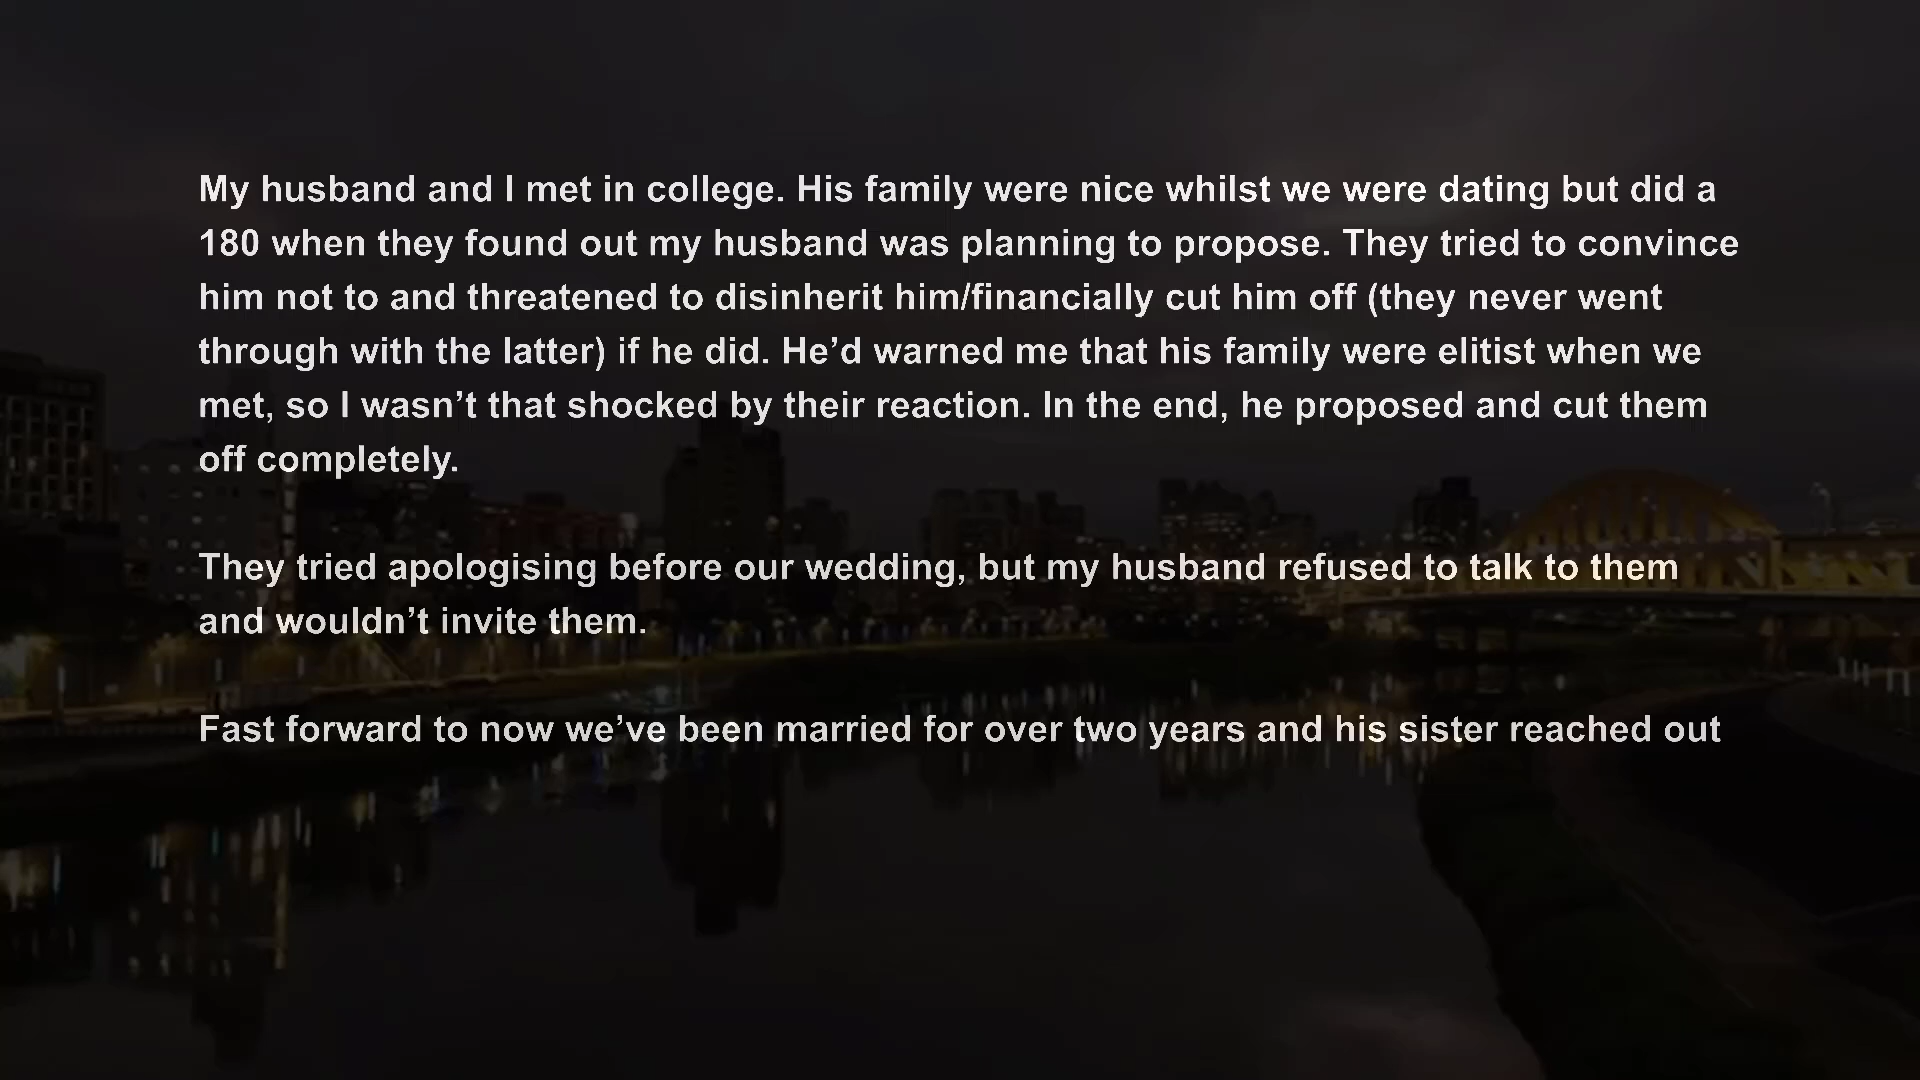 My husband and I met in college. His family were nice whilst we were dating but did a
180 when they found out my husband was planning to propose. They tried to convince
him not to and threatened to disinherit him/financially cut him off (they never went
through with the latter) if he did. He’d warned me that his family were elitist when we
met, so I wasn’t that shocked by their reaction. In the end, he proposed and cut them
off completely.
They tried apologising before our wedding, but my husband refused to talk to them
and wouldn’t invite them.
Fast forward to now we’ve been married for over two years and his sister reached out